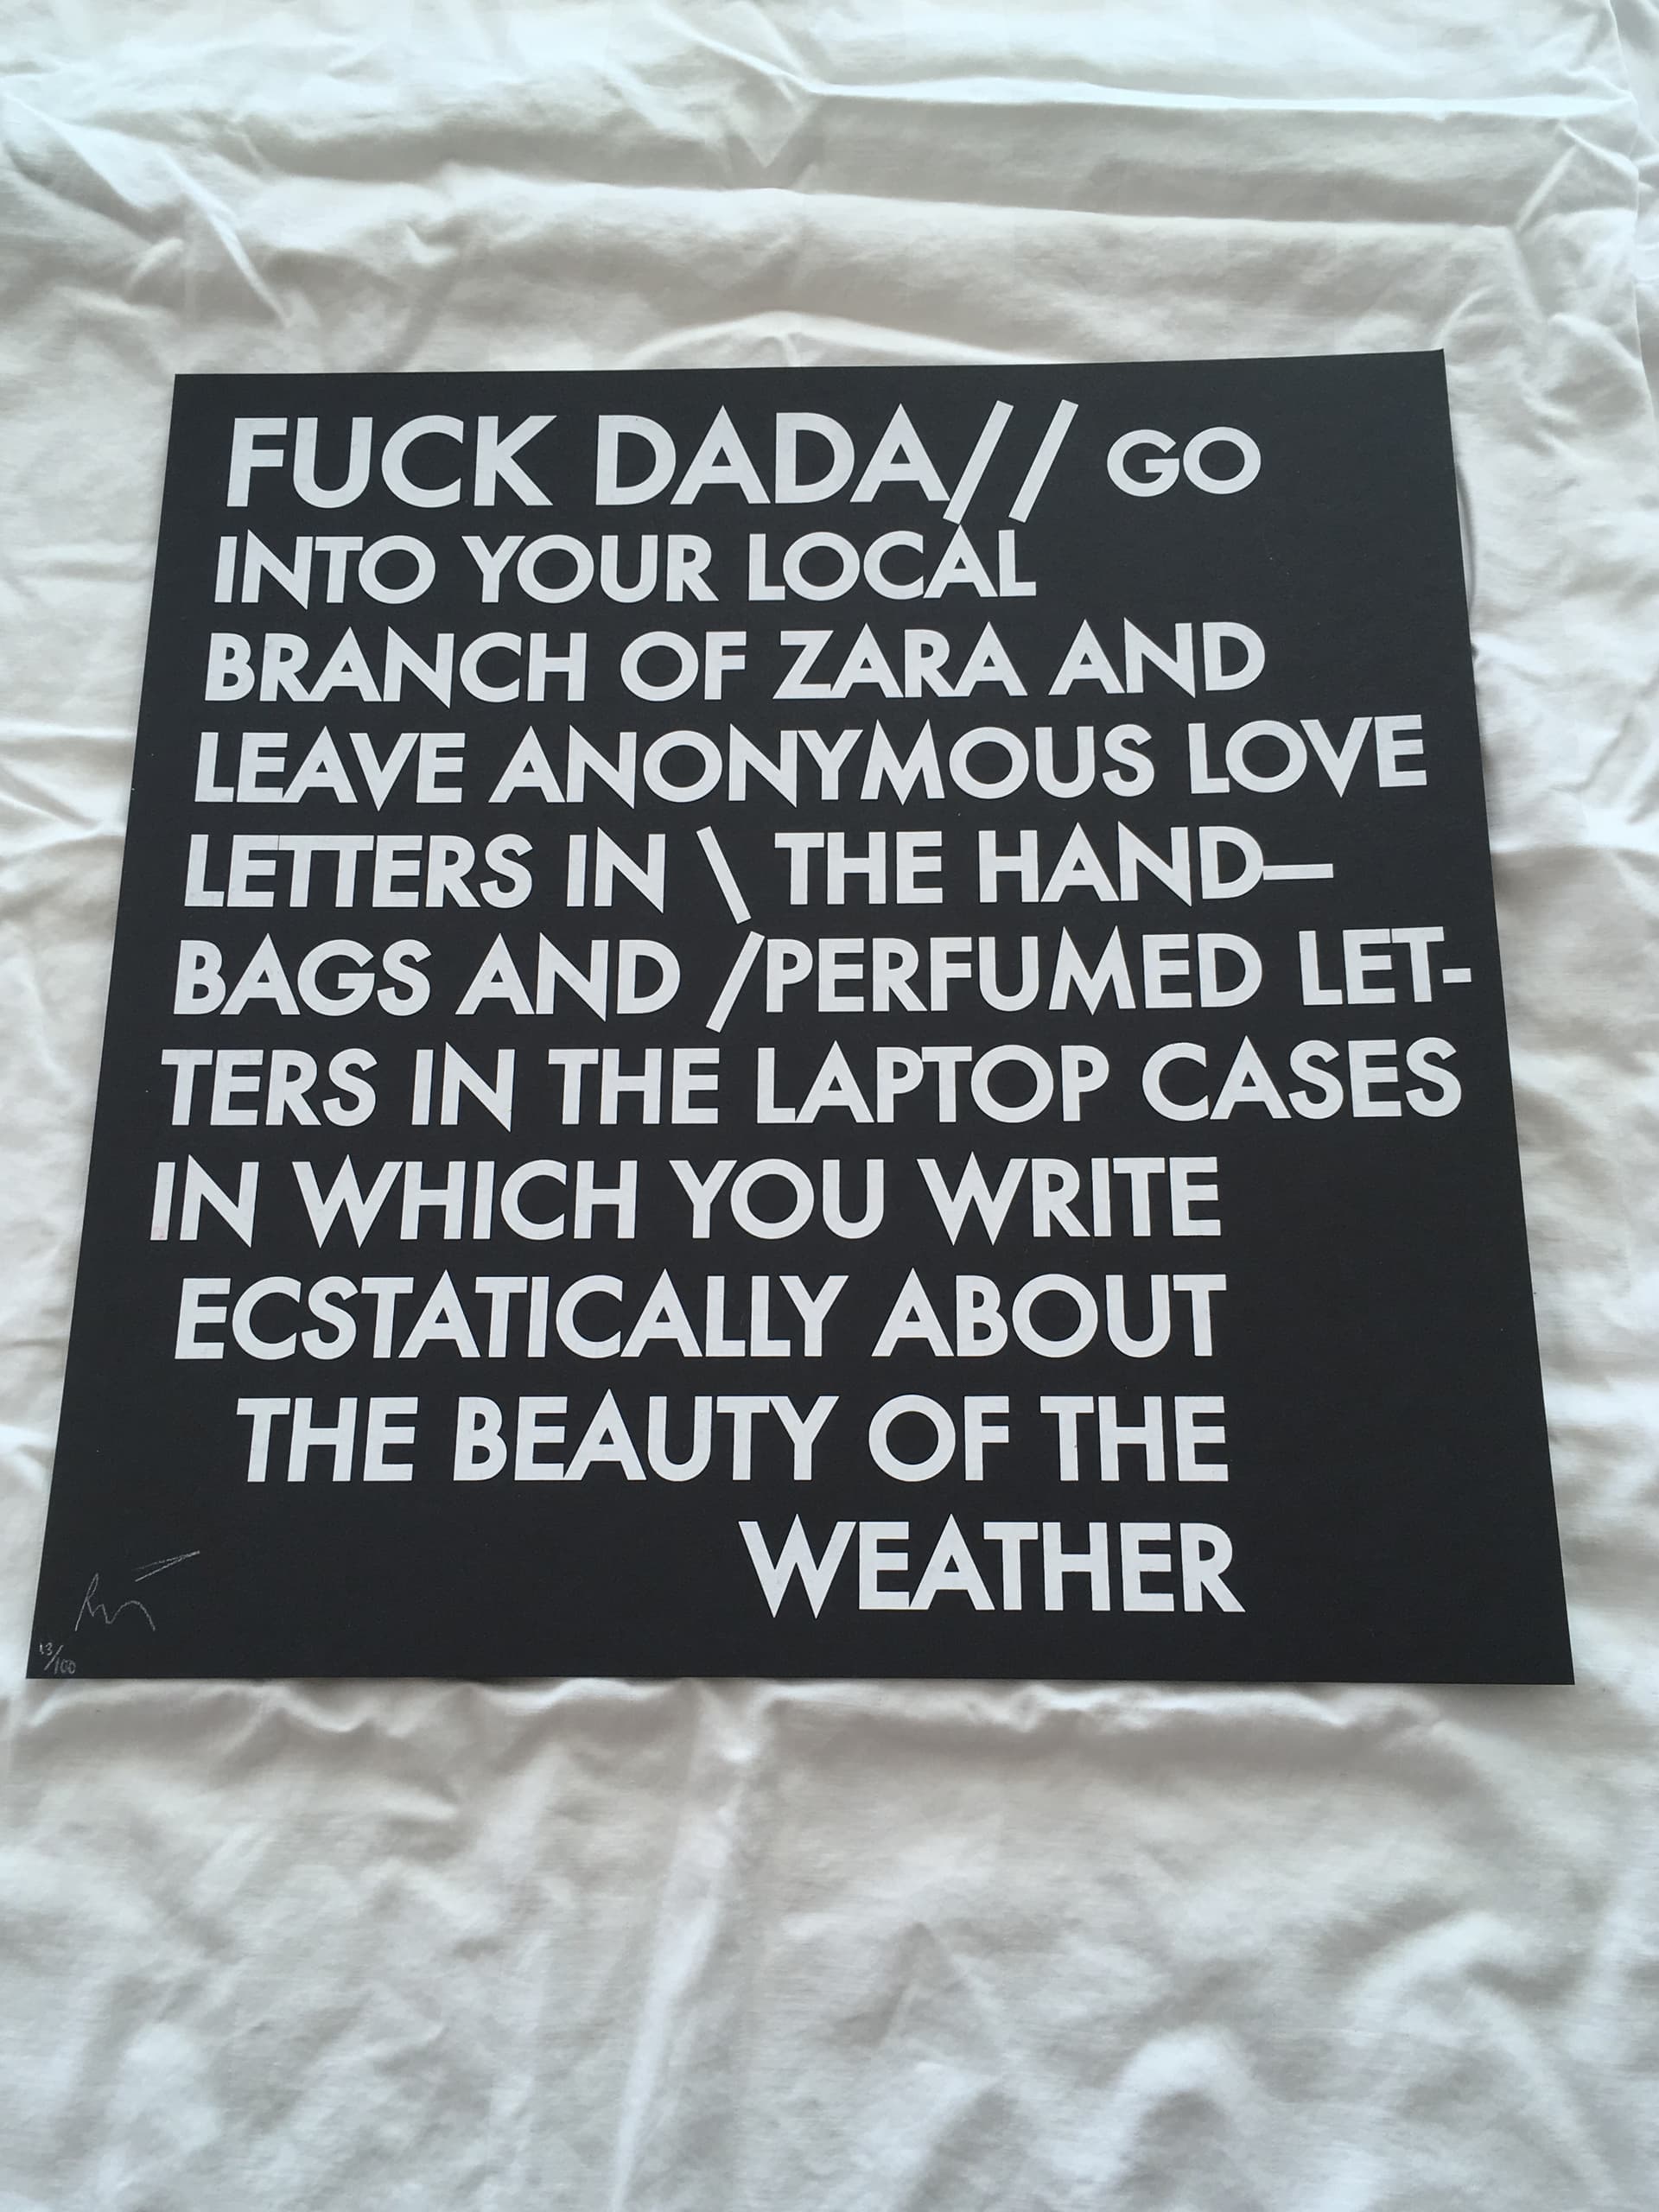 FUCK DADA// GO
INTO YOUR LOCAL
BRANCH OF ZARA AND
LEAVE ANONYMOUS LOVE
LETTERS IN \ THE HAND—
BAGS AND /PERFUMED LET-
TERS IN THE LAPTOP CASES
IN WHICH YOU WRITE
ECSTATICALLY ABOUT
THE BEAUTY OF THE
WEATHER
13/100